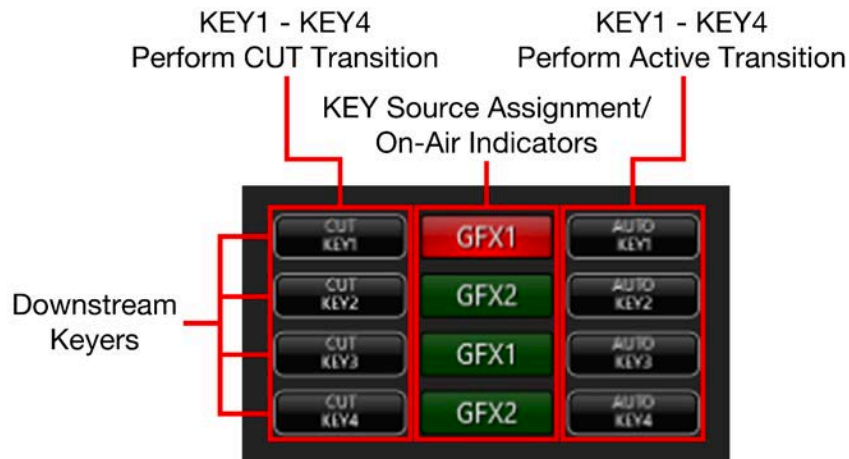 KEY1 - KEY4
Perform CUT Transition
KEY1 - KEY4
Perform Active Transition
KEY Source Assignment/
On-Air Indicators
Downstream
Keyers
CUT
KEY1
GFX1
AUTO
KEY1
CUT
KEY2
GFX2
AUTO
KEY2
CUT
KEY3
GFX1
AUTO
KEY3
CUT
KEY4
GFX2
AUTO
KEY4